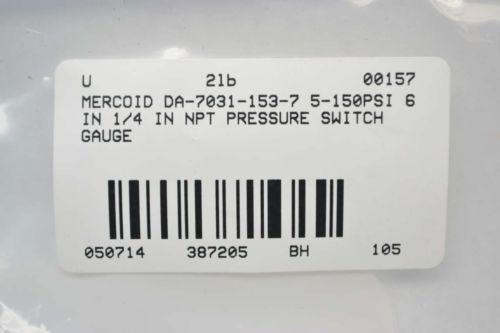 U 2lb 00157
MERCOID DA-7031-153-7 5-150PSI 6
IN 1/4 IN NPT PRESSURE SWITCH
GAUGE
050714 387205 BH 105